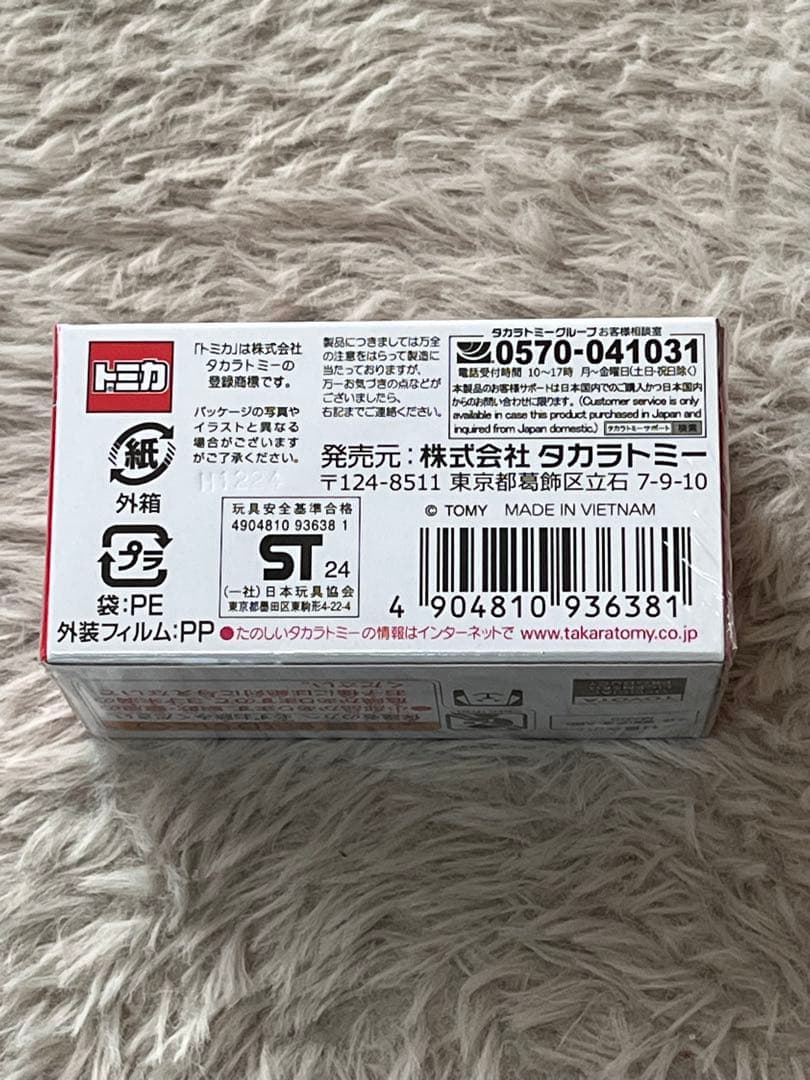 トミカ
「トミカ」は株式会社
タカラトミーの
登録商標です。
パッケージの写真や
イラストと異なる
場合がございます
がご了承ください。
H1224
製品につきましては万全
の注意をはらって製造に
当たっておりますが、
万一お気づきの点などが
ございましたら、
右記までご連絡ください。
タカラトミーグループお客様相談室
0570-041031
電話受付時間 10〜17時 月〜金曜日(土日・祝日除く)
本製品のお客様サポートは日本国内でのご購入かつ日本国内
からのお問い合わせに限ります。(Customer service is only
available in case this product purchased in Japan and
inquired from Japan domestic.) タカラトミーサポート 検索
発売元:株式会社 タカラトミー
〒124-8511 東京都葛飾区立石 7-9-10
© TOMY MADE IN VIETNAM
紙
外箱
プラ
袋:PE
外装フィルム:PP
玩具安全基準合格
4904810 93638 1
ST 24
(一社)日本玩具協会
東京都墨田区東駒形4-22-4
4 904810 936381
●たのしいタカラトミーの情報はインターネットで www.takaratomy.co.jp
TOYOTA